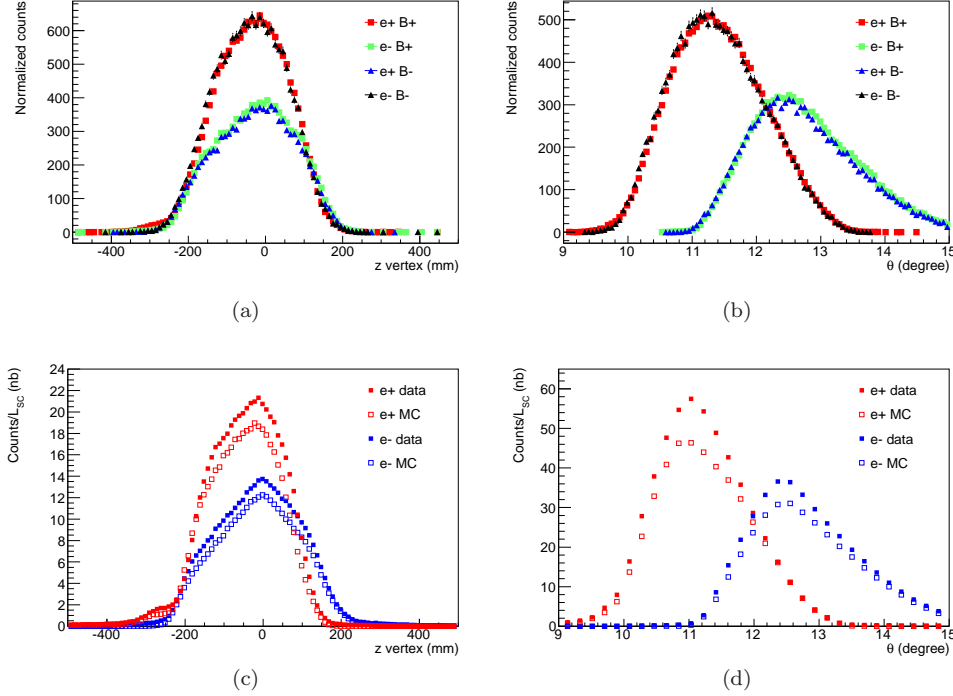 Normalized counts
600
500
400
300
200
100
0
-400
-200
0
200
400
z vertex (mm)
e+ B+
e- B+
e+ B-
e- B-
(a)
Normalized counts
500
400
300
200
100
0
9
10
11
12
13
14
15
θ (degree)
e+ B+
e- B+
e+ B-
e- B-
(b)
Counts/L_SC (nb)
24
22
20
18
16
14
12
10
8
6
4
2
0
-400
-200
0
200
400
z vertex (mm)
e+ data
e+ MC
e- data
e- MC
(c)
Counts/L_SC (nb)
60
50
40
30
20
10
0
9
10
11
12
13
14
15
θ (degree)
e+ data
e+ MC
e- data
e- MC
(d)